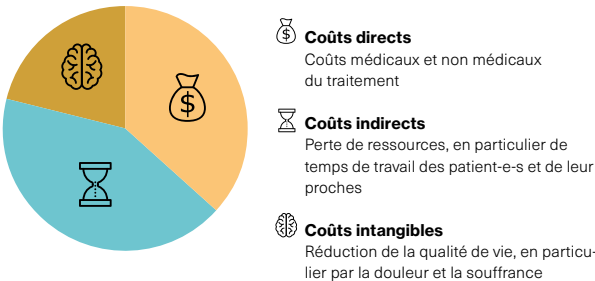 Coûts directs
Coûts médicaux et non médicaux
du traitement
Coûts indirects
Perte de ressources, en particulier de
temps de travail des patient-e-s et de leur
proches
Coûts intangibles
Réduction de la qualité de vie, en particu-
lier par la douleur et la souffrance